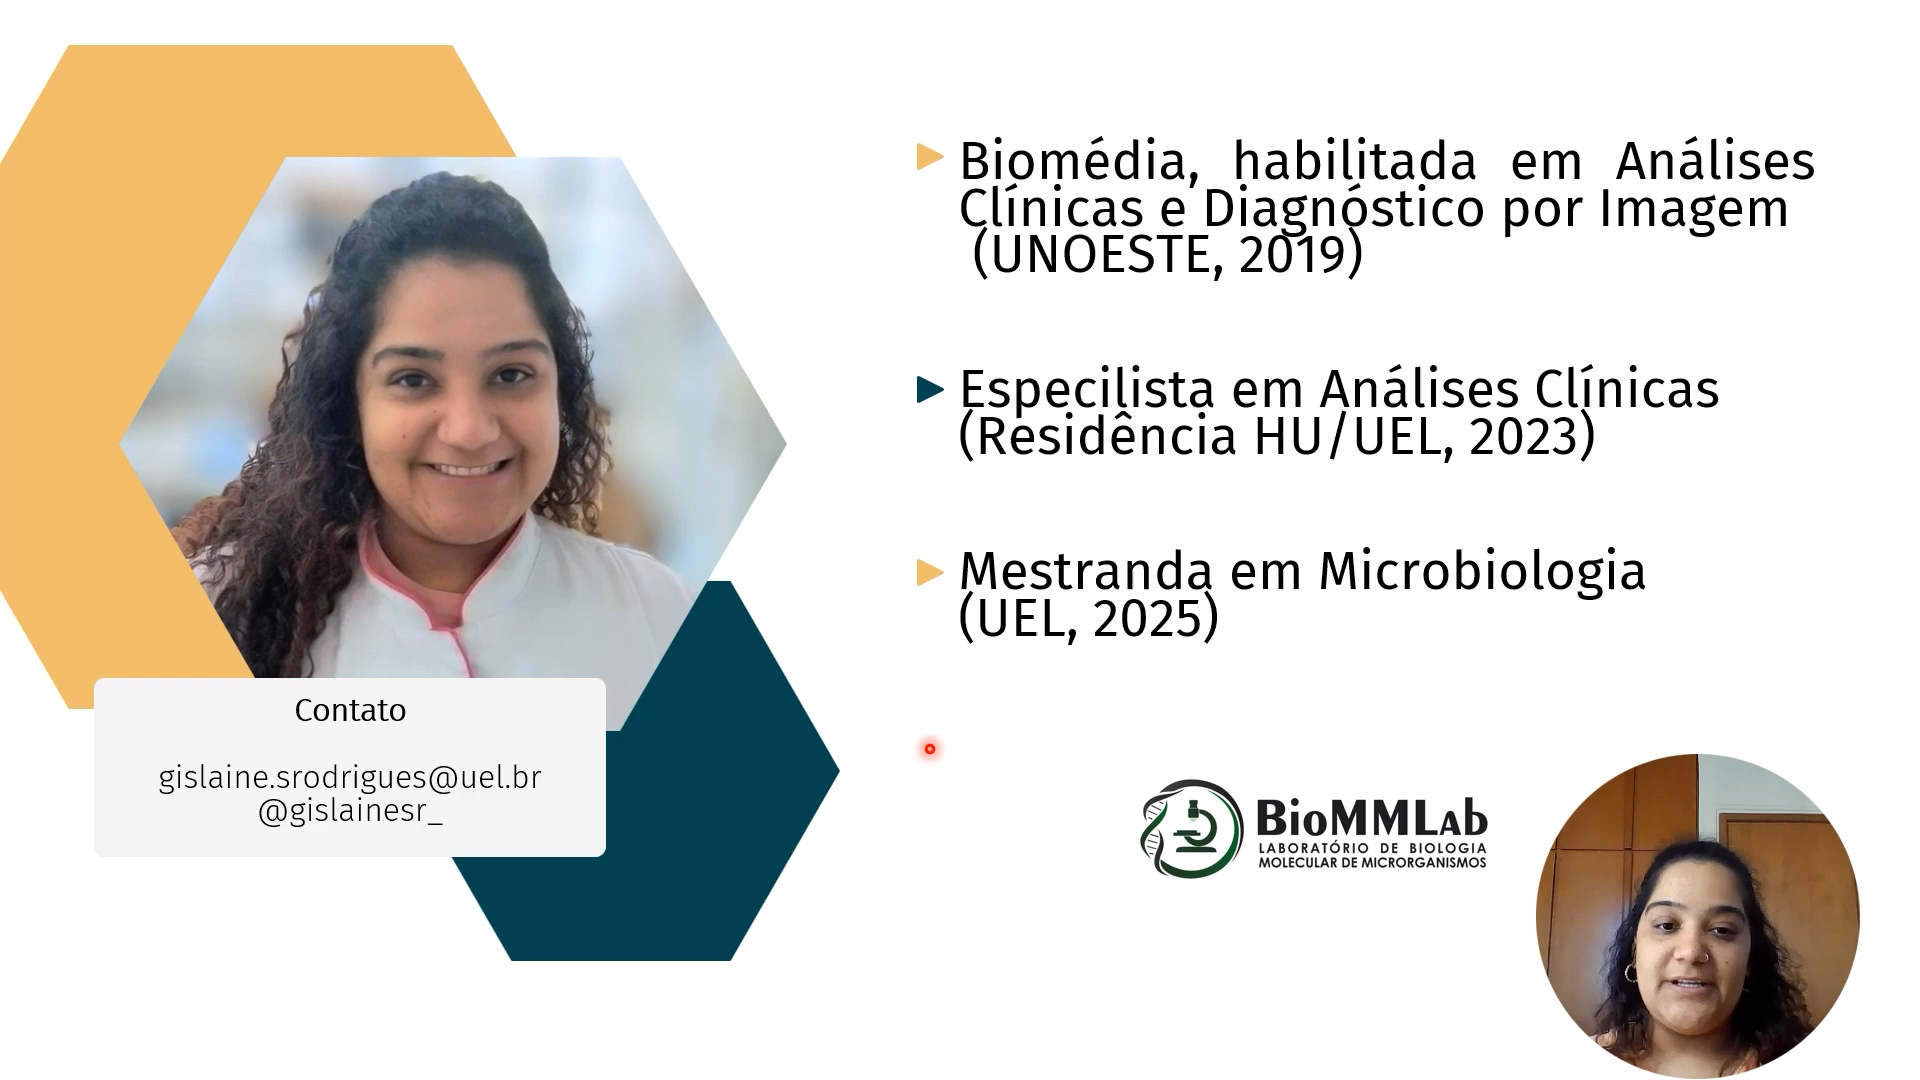 Biomédia, habilitada em Análises
Clínicas e Diagnóstico por Imagem
(UNOESTE, 2019)
Especilista em Análises Clínicas
(Residência HU/UEL, 2023)
Mestranda em Microbiologia
(UEL, 2025)
Contato
gislaine.srodrigues@uel.br
@gislainesr_
BioMMLab
LABORATÓRIO DE BIOLOGIA
MOLECULAR DE MICRORGANISMOS